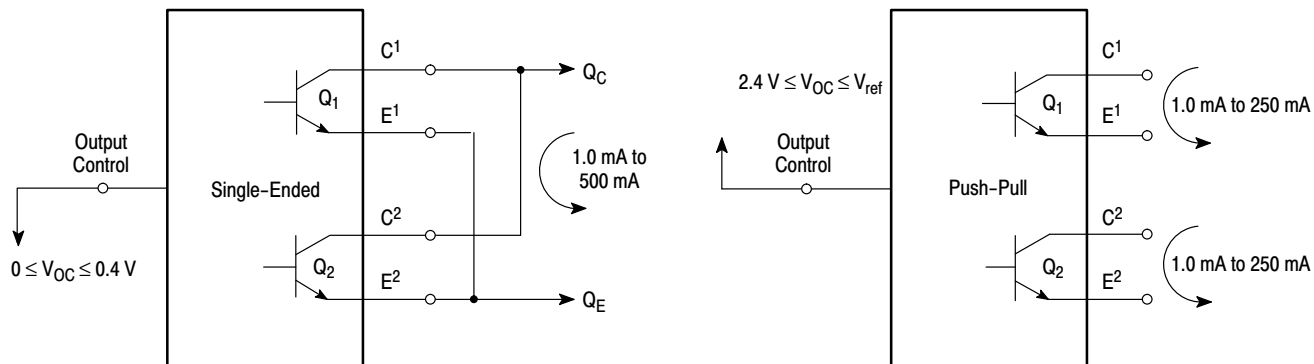 C1
QC
Q1
E1
Output
Control
1.0 mA to
500 mA
Single-Ended
C2
0 ≤ VOC ≤ 0.4 V
Q2
E2
QE
C1
2.4 V ≤ VOC ≤ Vref
Q1
1.0 mA to 250 mA
E1
Output
Control
Push-Pull
C2
Q2
1.0 mA to 250 mA
E2